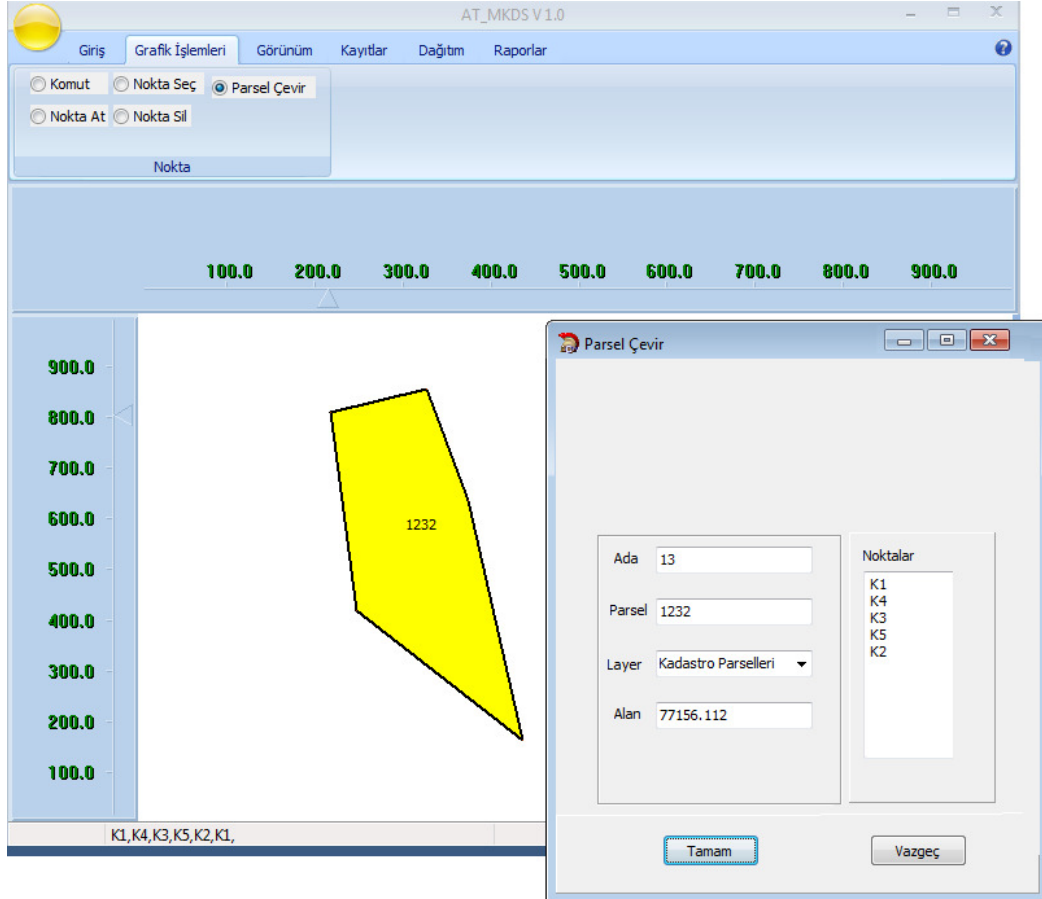 AT_MKDS V 1.0
Giriş Grafik İşlemleri Görünüm Kayıtlar Dağıtım Raporlar
Komut Nokta Seç Parsel Çevir
Nokta At Nokta Sil
Nokta
100.0 200.0 300.0 400.0 500.0 600.0 700.0 800.0 900.0
900.0
800.0
700.0
600.0
500.0
400.0
300.0
200.0
100.0
1232
K1,K4,K3,K5,K2,K1,
Parsel Çevir
Ada 13
Parsel 1232
Layer Kadastro Parselleri
Alan 77156.112
Noktalar
K1
K4
K3
K5
K2
Tamam Vazgeç